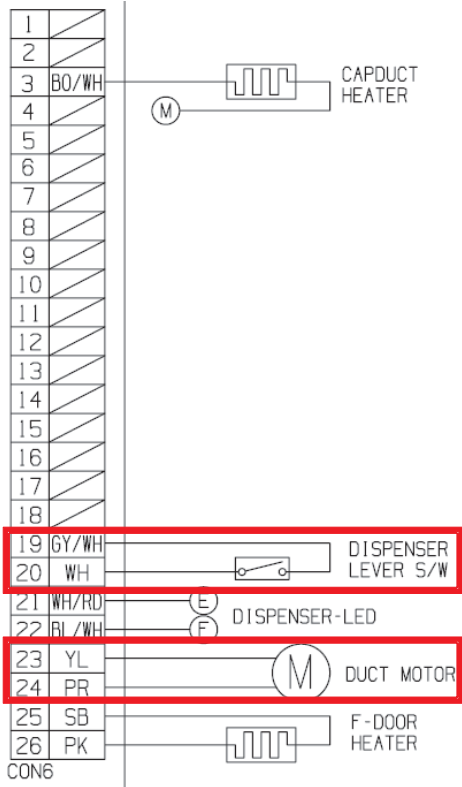 1
2
3 BO/WH CAPDUCT
HEATER
4 M
5
6
7
8
9
10
11
12
13
14
15
16
17
18
19 GY/WH DISPENSER
20 WH LEVER S/W
21 WH/RD E DISPENSER-LED
22 BL/WH F
23 YL M DUCT MOTOR
24 PR
25 SB F-DOOR
26 PK HEATER
CON6